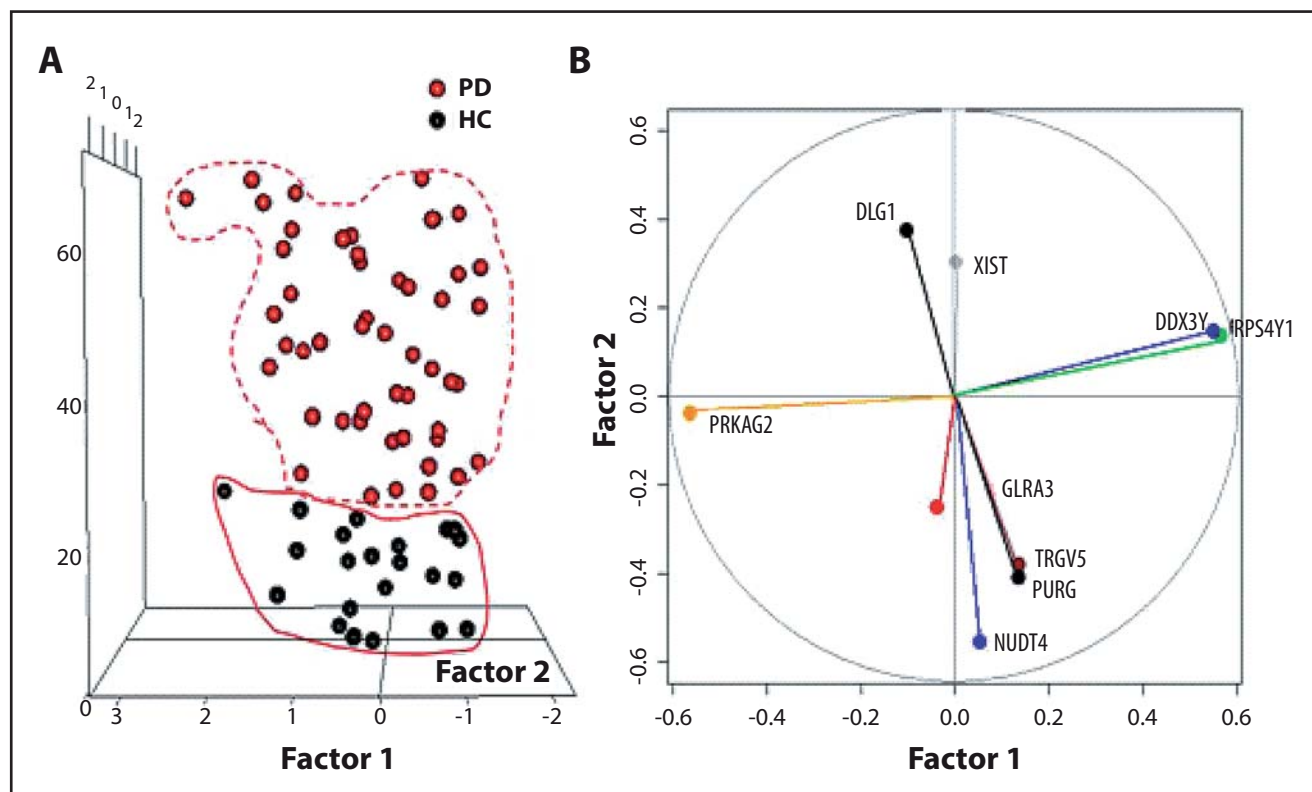 A
2 1 0 1 2
PD
HC
60
40
20
0 3 2 1 0 -1 -2
Factor 2
Factor 1
B
0.6
0.4
0.2
0.0
-0.2
-0.4
-0.6
Factor 2
DLG1
XIST
DDX3Y
RPS4Y1
PRKAG2
GLRA3
TRGV5
PURG
NUDT4
-0.6 -0.4 -0.2 0.0 0.2 0.4 0.6
Factor 1